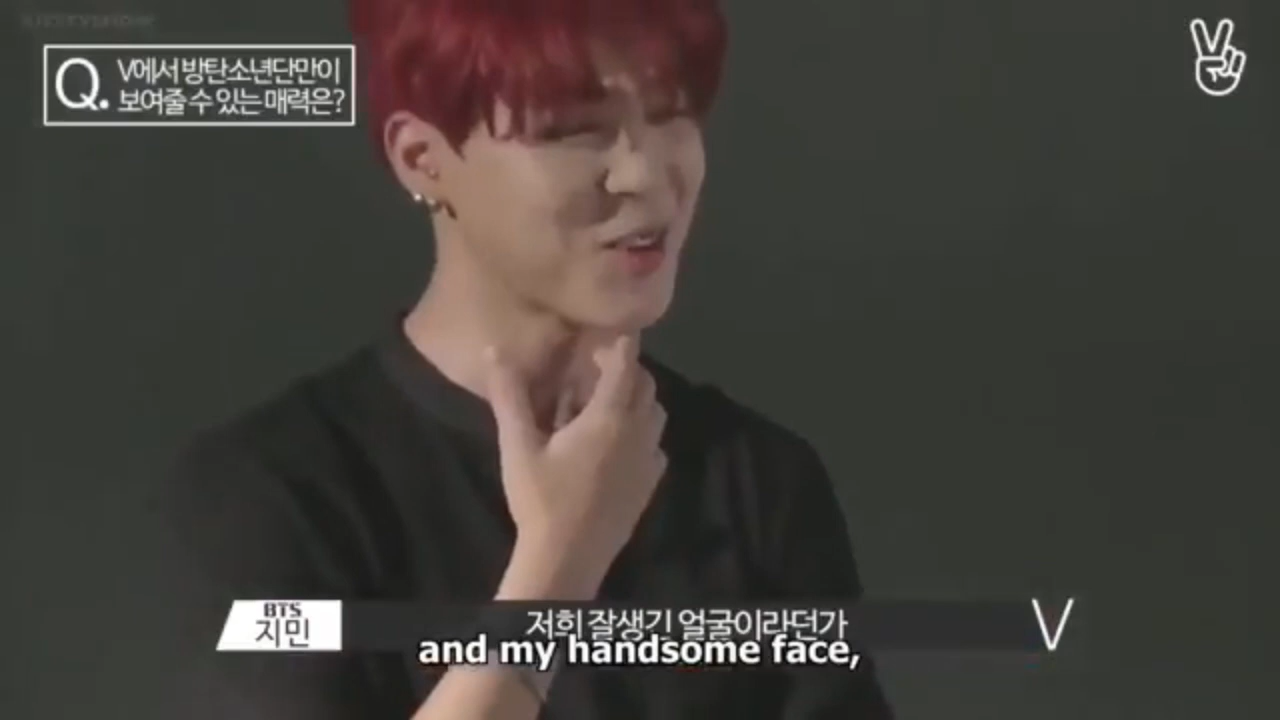 Q. V에서 방탄소년단만이
보여줄 수 있는 매력은?
BTS
지민
저희 잘생긴 얼굴이라던가
V
and my handsome face,